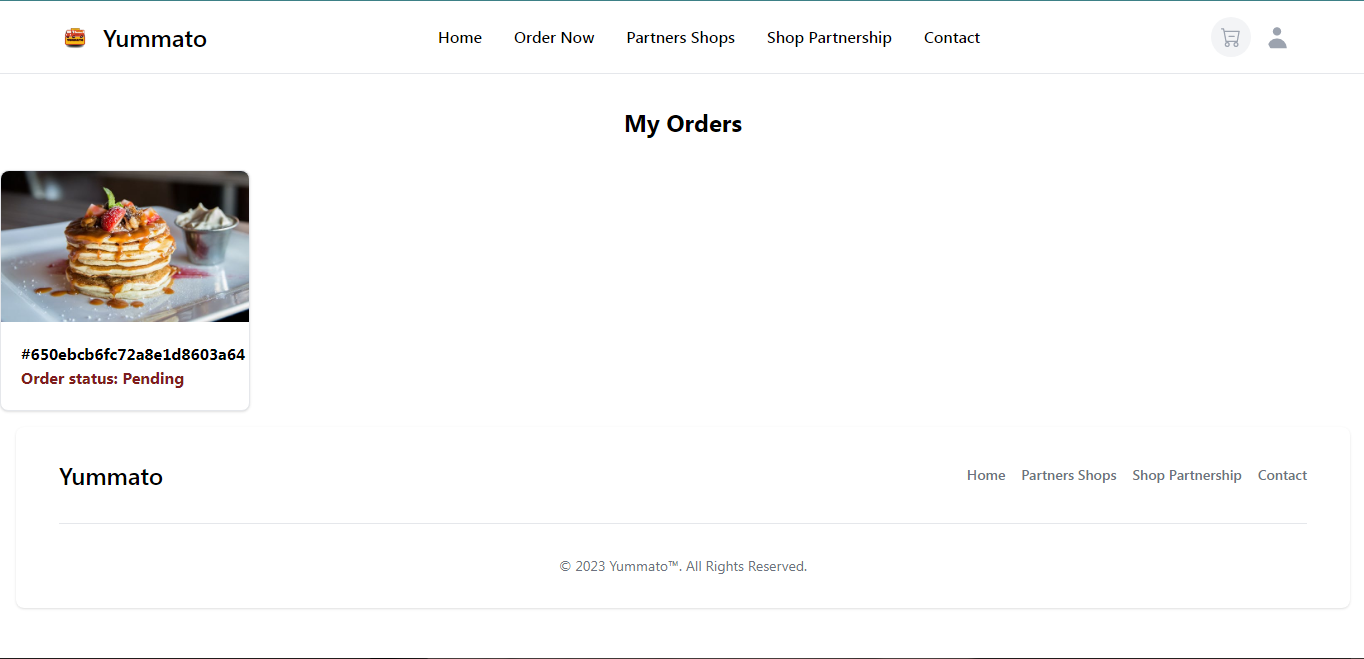 Yummato
Home Order Now Partners Shops Shop Partnership Contact
My Orders
#650ebcb6fc72a8e1d8603a64
Order status: Pending
Yummato
Home Partners Shops Shop Partnership Contact
© 2023 Yummato™. All Rights Reserved.